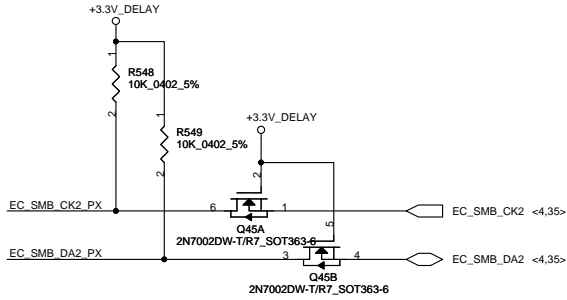 +3.3V_DELAY
1
R548
10K_0402_5%
2
1
R549
10K_0402_5%
2
+3.3V_DELAY
2
EC_SMB_CK2_PX
6
1
EC_SMB_CK2 <4,35>
Q45A
2N7002DW-T/R7_SOT363-6
5
EC_SMB_DA2_PX
3
4
EC_SMB_DA2 <4,35>
Q45B
2N7002DW-T/R7_SOT363-6